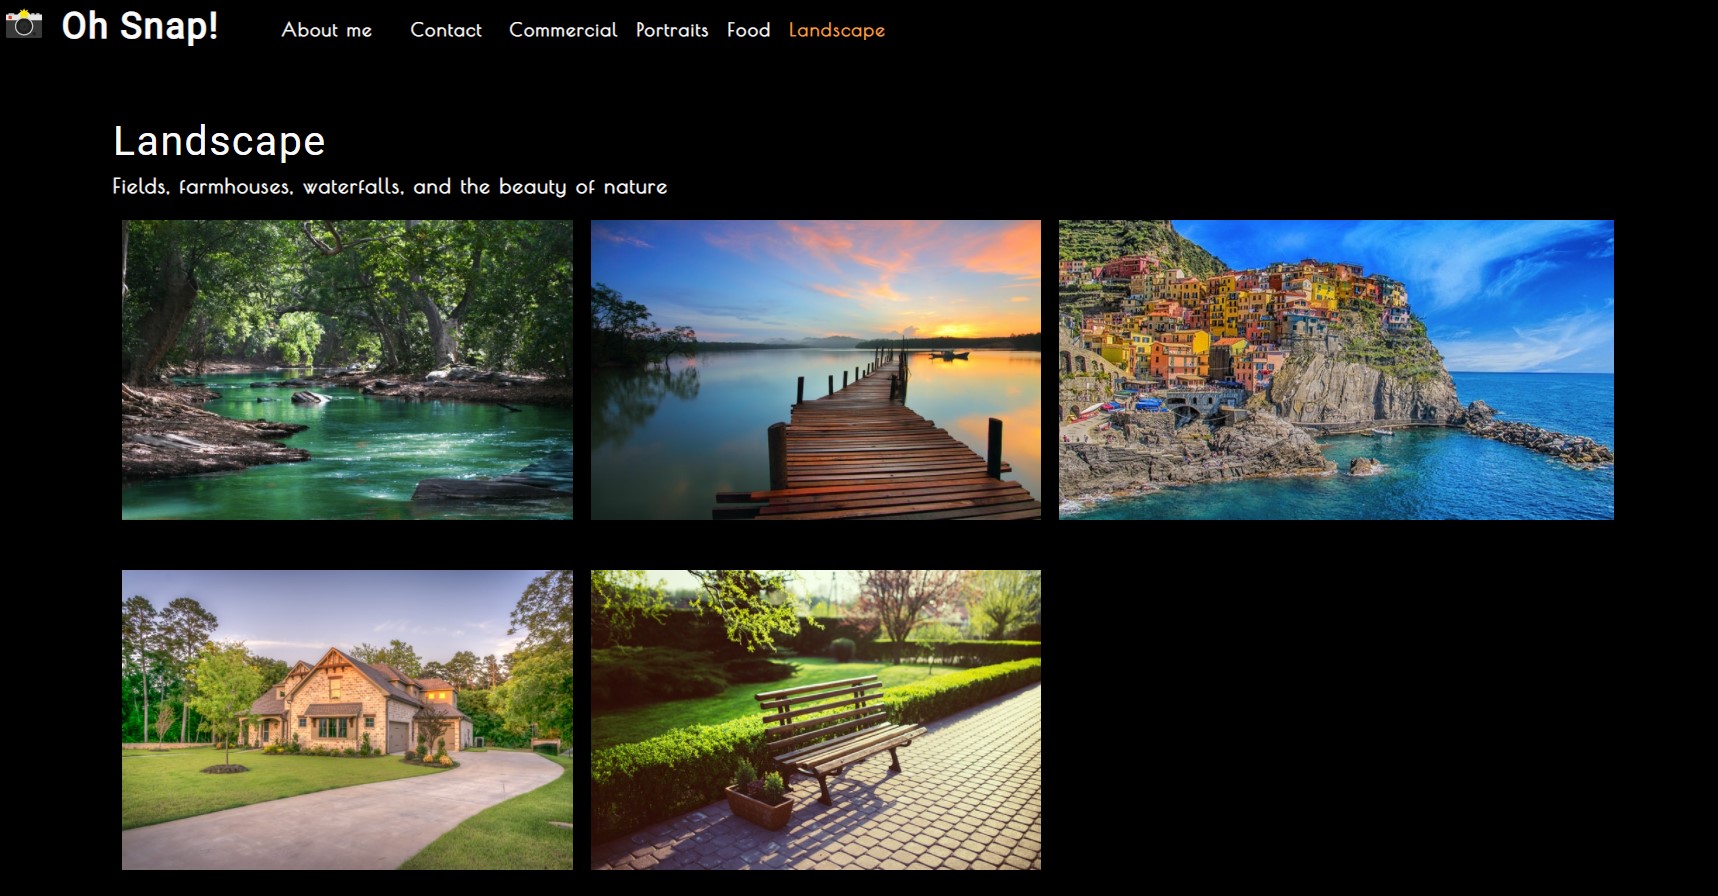 Oh Snap! About me Contact Commercial Portraits Food Landscape
Landscape
Fields, farmhouses, waterfalls, and the beauty of nature